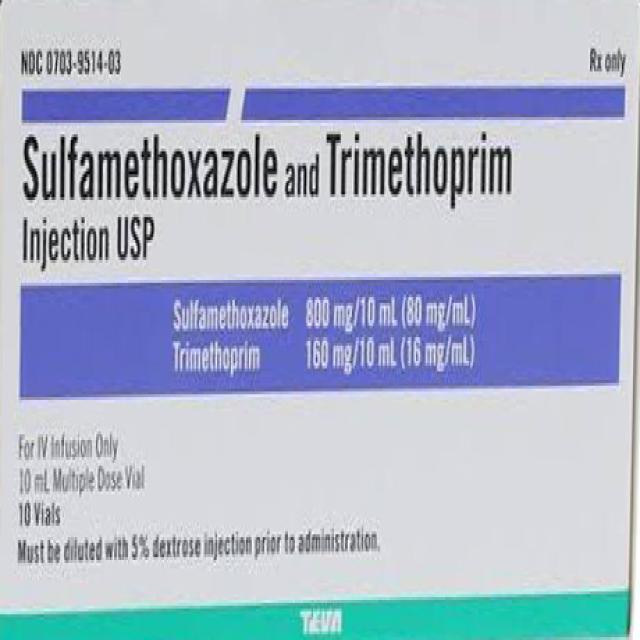 NDC 0703-9514-03 Rx only
Sulfamethoxazole and Trimethoprim
Injection USP
Sulfamethoxazole 800 mg/10 mL (80 mg/mL)
Trimethoprim 160 mg/10 mL (16 mg/mL)
For IV Infusion Only
10 mL Multiple Dose Vial
10 Vials
Must be diluted with 5% dextrose injection prior to administration.
TEVA